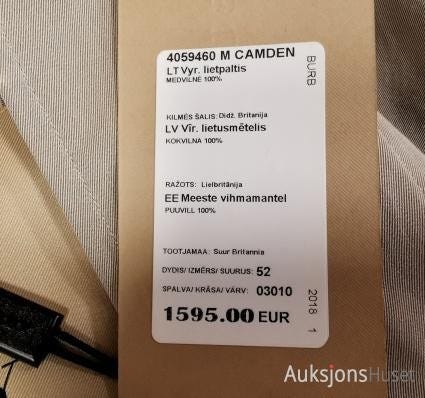 4059460 M CAMDEN
BURB
LT Vyr. lietpaltis
MEDVILNĖ 100%
KILMĖS ŠALIS: Didž. Britanija
LV Vīr. lietusmētelis
KOKVILNA 100%
RAŽOTS: Lielbritānija
EE Meeste vihmamantel
PUUVILL 100%
TOOTJAMAA: Suur Britannia
DYDIS/ IZMĒRS/ SUURUS: 52
SPALVA/ KRĀSA/ VÄRV: 03010
1595.00 EUR
2018 1
AuksjonsHuset